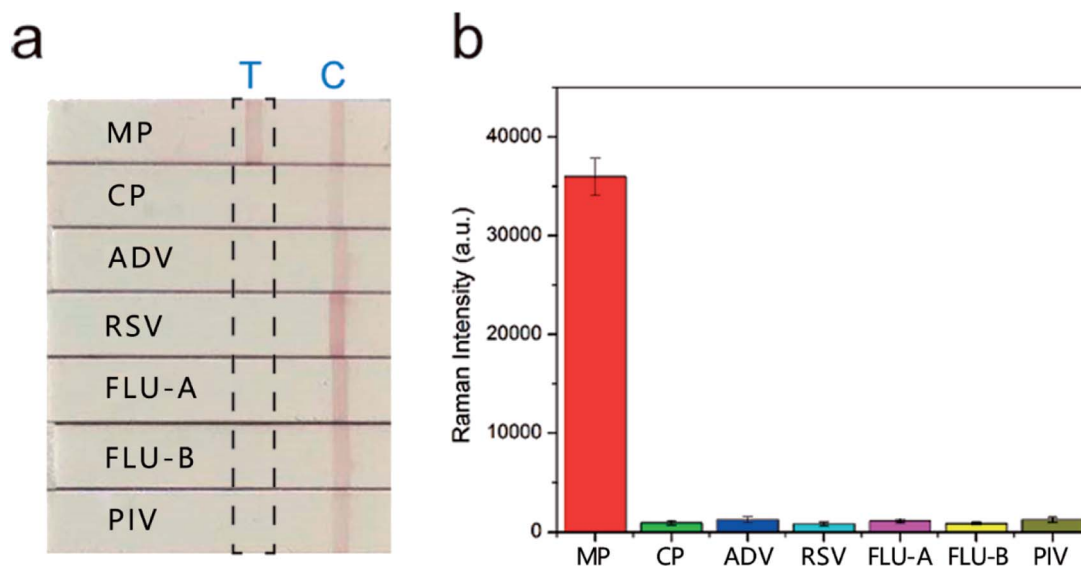 a
T C
MP
CP
ADV
RSV
FLU-A
FLU-B
PIV
b
Raman Intensity (a.u.)
40000
30000
20000
10000
0
MP CP ADV RSV FLU-A FLU-B PIV